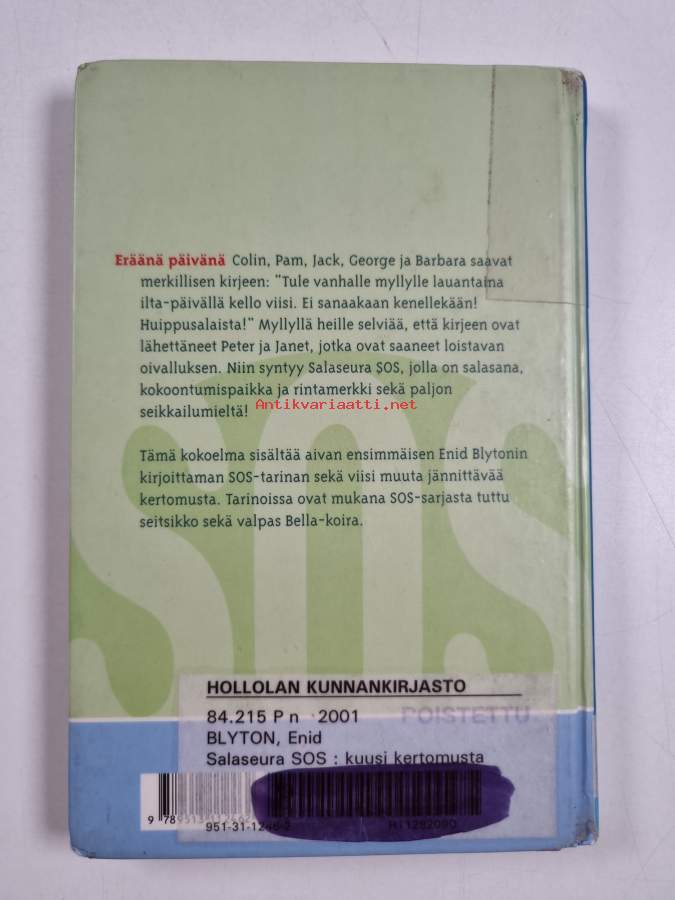 Eräänä päivänä Colin, Pam, Jack, George ja Barbara saavat
merkillisen kirjeen: "Tule vanhalle myllylle lauantaina
ilta-päivällä kello viisi. Ei sanaakaan kenellekään!
Huippusalaista!" Myllyllä heille selviää, että kirjeen ovat
lähettäneet Peter ja Janet, jotka ovat saaneet loistavan
oivalluksen. Niin syntyy Salaseura SOS, jolla on salasana,
kokoontumispaikka ja rintamerkki sekä paljon
Antikvariaatti.net
seikkailumieltä!
Tämä kokoelma sisältää aivan ensimmäisen Enid Blytonin
kirjoittaman SOS-tarinan sekä viisi muuta jännittävää
kertomusta. Tarinoissa ovat mukana SOS-sarjasta tuttu
seitsikko sekä valpas Bella-koira.
SOS
HOLLOLAN KUNNANKIRJASTO
84.215 P n 2001 POISTETTU
BLYTON, Enid
Salaseura SOS : kuusi kertomusta